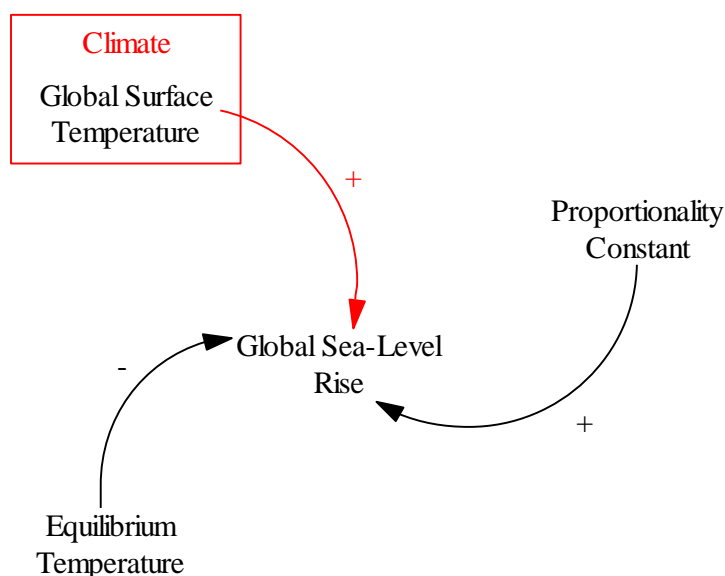 Climate
Global Surface
Temperature
+
Proportionality
Constant
Global Sea-Level
Rise
-
+
Equilibrium
Temperature